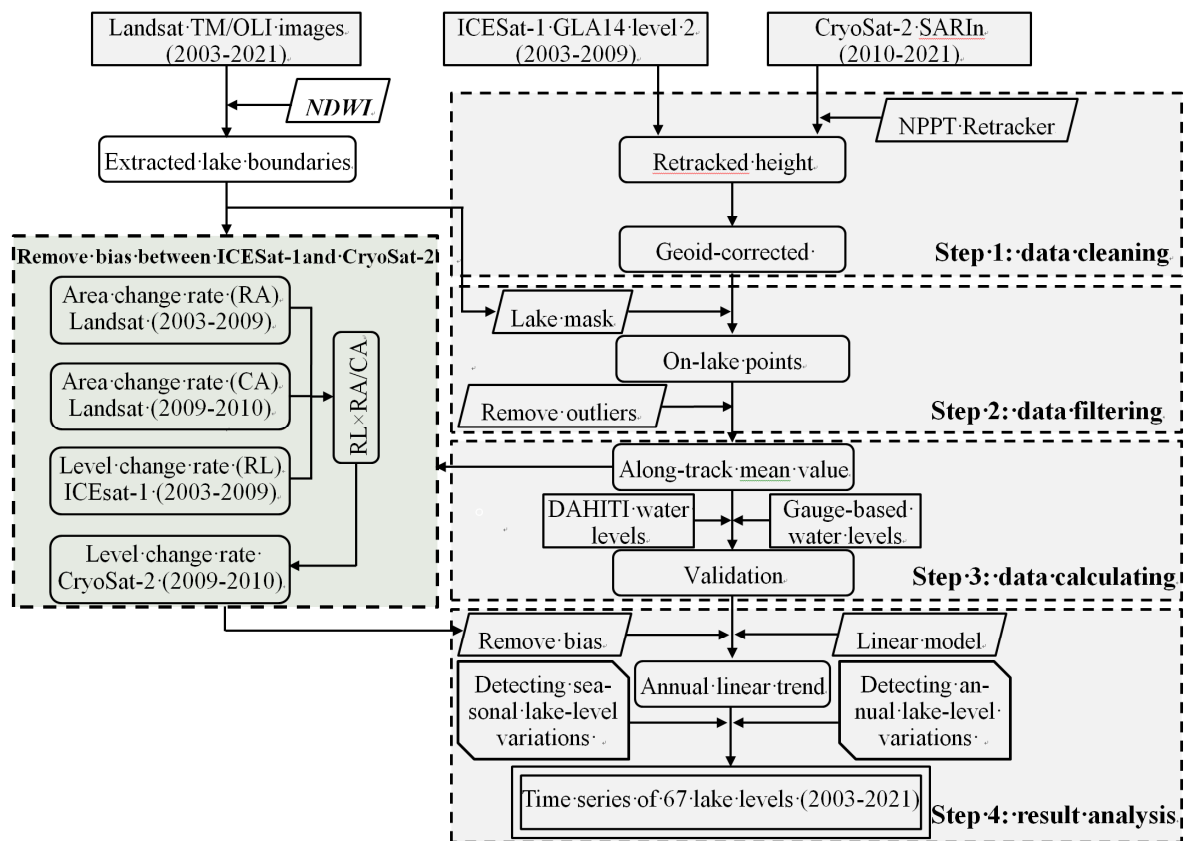 Landsat TM/OLI images
(2003-2021)
ICESat-1 GLA14 level 2
(2003-2009)
CryoSat-2 SARIn
(2010-2021)
NDWI
NPPT Retracker
Extracted lake boundaries
Retracked height
Geoid-corrected
Step 1: data cleaning
Remove bias between ICESat-1and CryoSat-2
Area change rate (RA)
Landsat (2003-2009)
Area change rate (CA)
Landsat (2009-2010)
Level change rate (RL)
ICEsat-1 (2003-2009)
RL×RA/CA
Level change rate
CryoSat-2 (2009-2010)
Lake mask
On-lake points
Remove outliers
Step 2: data filtering
Along-track mean value
DAHITI water
levels
Gauge-based
water levels
Validation
Step 3: data calculating
Remove bias
Linear model
Detecting sea-
sonal lake-level
variations
Annual linear trend
Detecting an-
nual lake-level
variations
Time series of 67 lake levels (2003-2021)
Step 4: result analysis